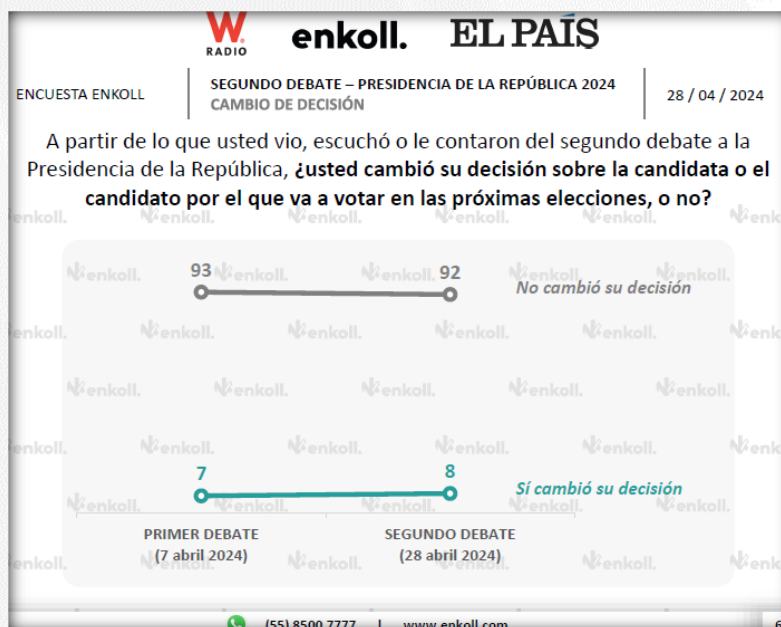 W
RADIO
enkoll.
EL PAÍS
ENCUESTA ENKOLL
SEGUNDO DEBATE – PRESIDENCIA DE LA REPÚBLICA 2024
CAMBIO DE DECISIÓN
28 / 04 / 2024
A partir de lo que usted vio, escuchó o le contaron del segundo debate a la
Presidencia de la República, ¿usted cambió su decisión sobre la candidata o el
candidato por el que va a votar en las próximas elecciones, o no?
93
92
No cambió su decisión
7
8
Sí cambió su decisión
PRIMER DEBATE
(7 abril 2024)
SEGUNDO DEBATE
(28 abril 2024)
(55) 8500 7777 | www.enkoll.com